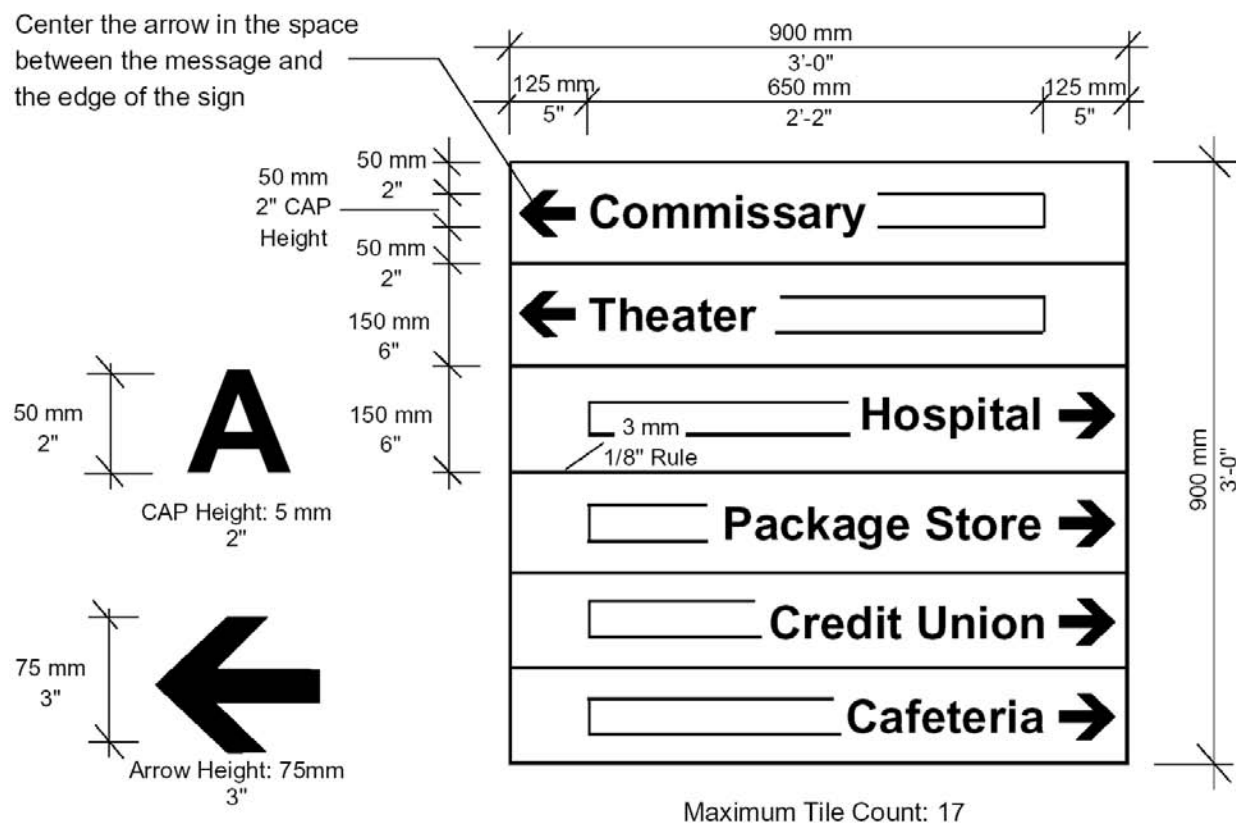 Center the arrow in the space
between the message and
the edge of the sign
900 mm
3'-0"
125 mm
5"
650 mm
2'-2"
125 mm
5"
50 mm
2"
50 mm
2" CAP
Height
50 mm
2"
150 mm
6"
150 mm
6"
Commissary
Theater
Hospital
3 mm
1/8" Rule
Package Store
Credit Union
Cafeteria
900 mm
3'-0"
50 mm
2"
A
CAP Height: 5 mm
2"
75 mm
3"
Arrow Height: 75mm
3"
Maximum Tile Count: 17